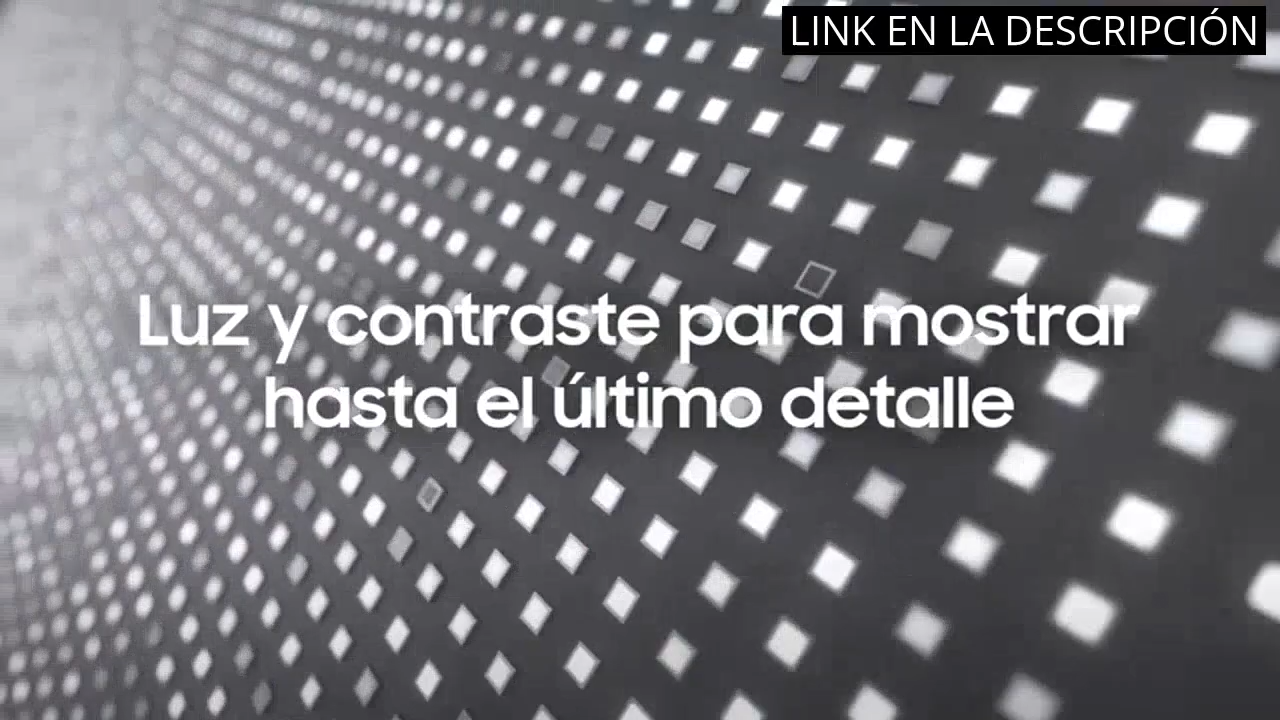 LINK EN LA DESCRIPCIÓN
Luz y contraste para mostrar
hasta el último detalle